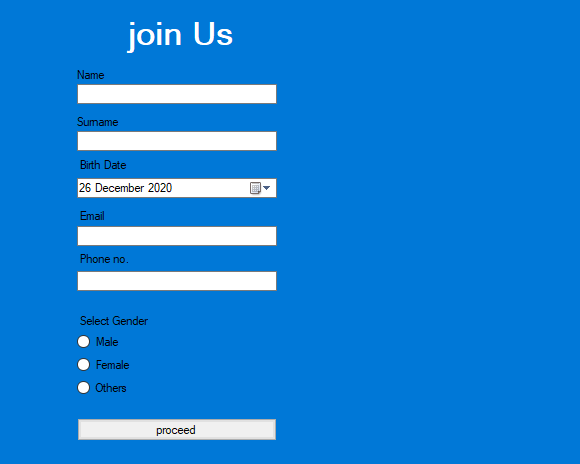 join Us
Name
Surname
Birth Date
26 December 2020
Email
Phone no.
Select Gender
Male
Female
Others
proceed